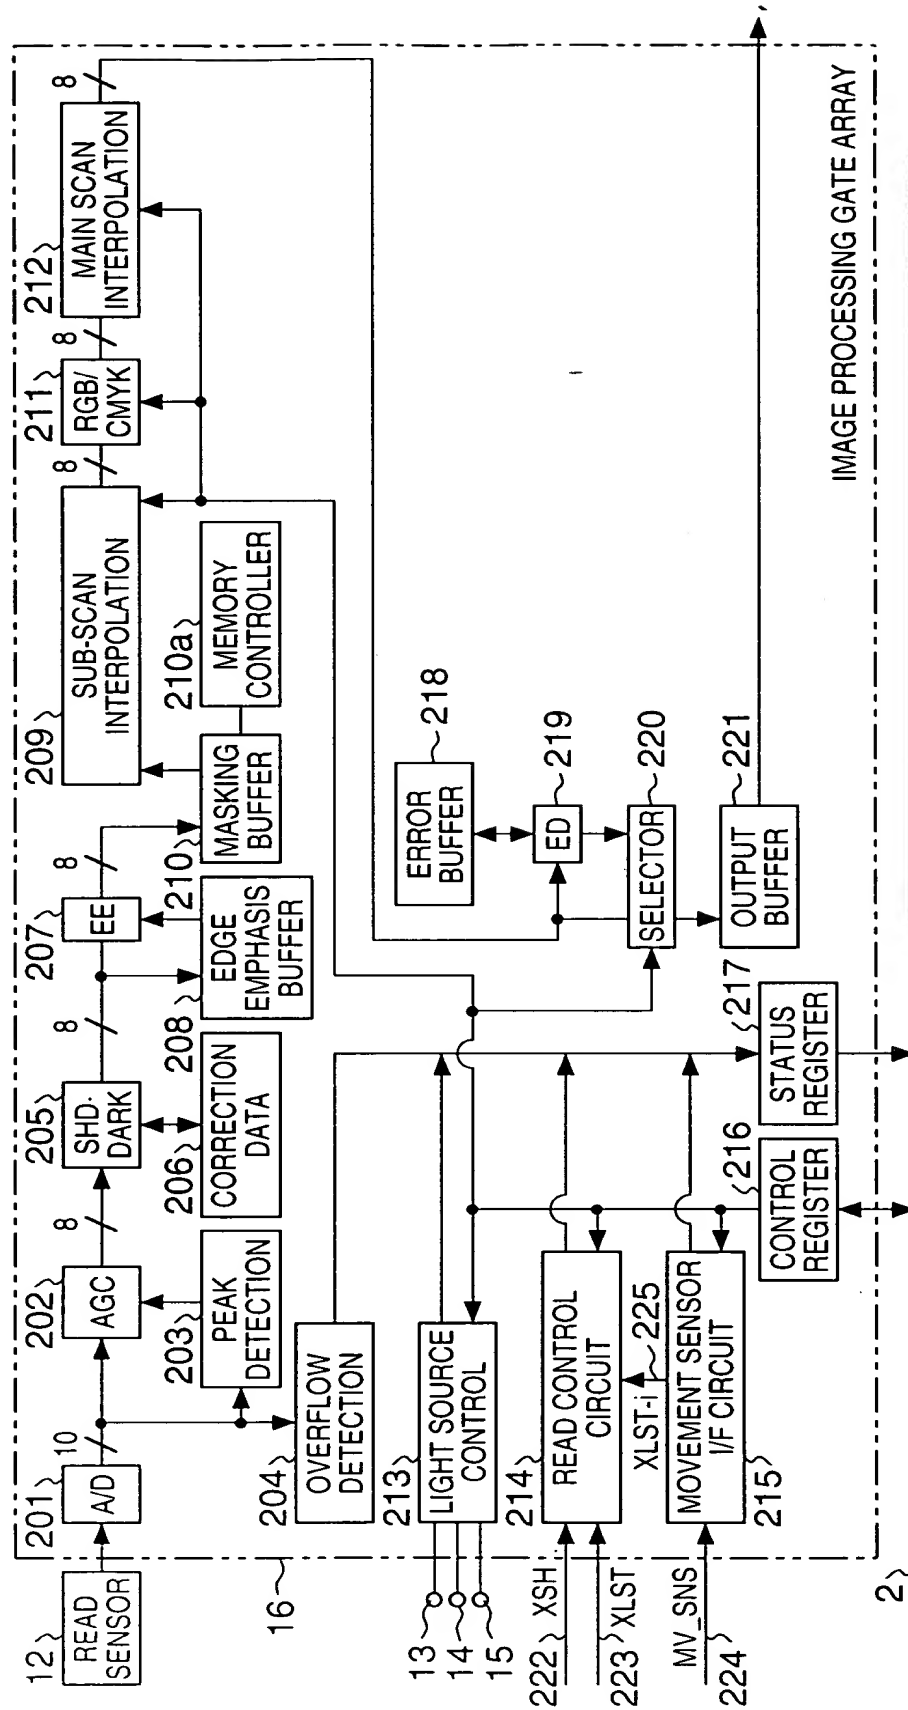 12
READ
SENSOR
201
A/D
10
202
AGC
8
205
SHD·
DARK
8
207
EE
8
209
SUB-SCAN
INTERPOLATION
8
211
RGB/
CMYK
8
212
MAIN SCAN
INTERPOLATION
8
203
PEAK
DETECTION
206
CORRECTION
DATA
208
EDGE
EMPHASIS
BUFFER
210
MASKING
BUFFER
210a
MEMORY
CONTROLLER
16
204
OVERFLOW
DETECTION
13
14
15
213
LIGHT SOURCE
CONTROL
ERROR
BUFFER
218
ED
219
SELECTOR
220
OUTPUT
BUFFER
221
222
XSH
223
XLST
214
READ CONTROL
CIRCUIT
XLST-i
225
MV_SNS
224
215
MOVEMENT SENSOR
I/F CIRCUIT
216
CONTROL
REGISTER
217
STATUS
REGISTER
IMAGE PROCESSING GATE ARRAY
2